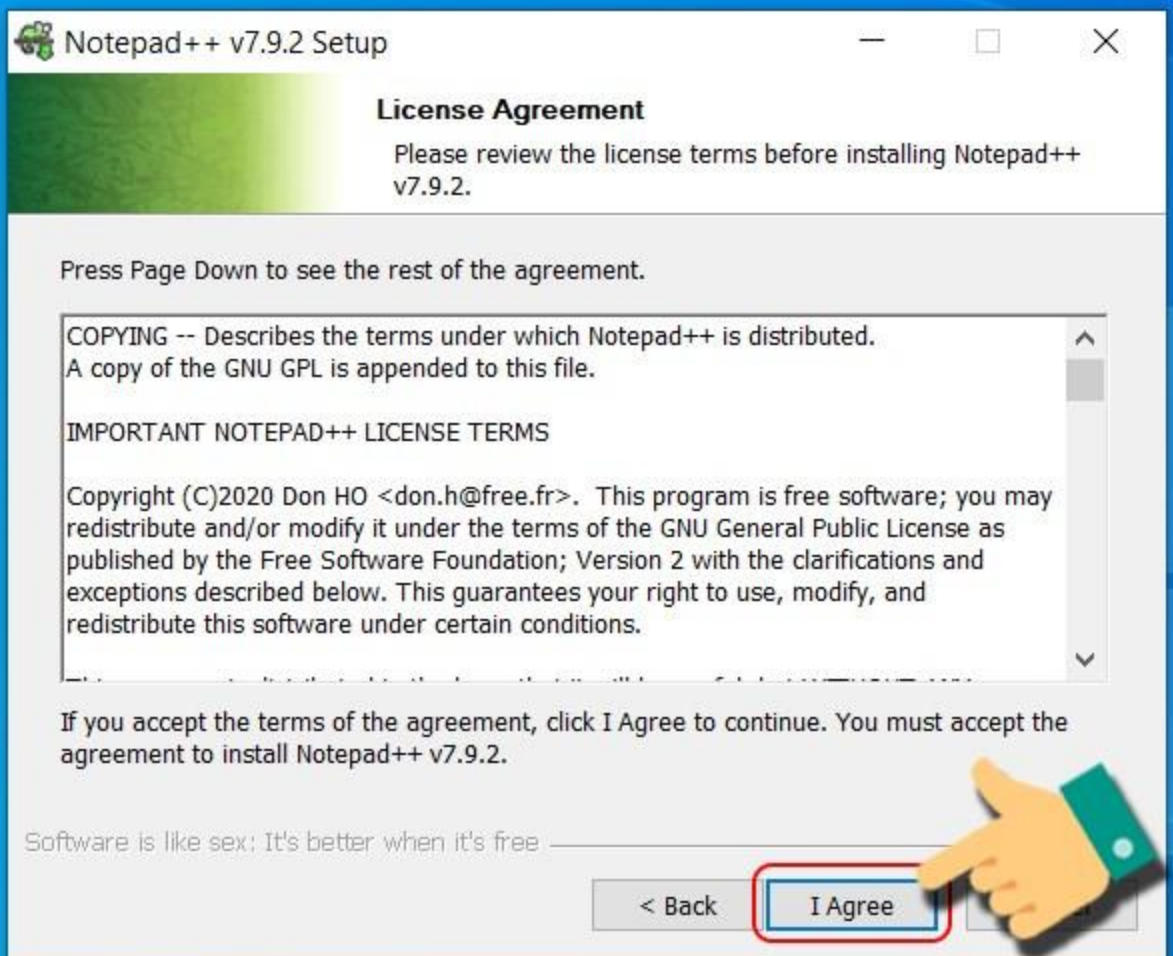 Notepad++ v7.9.2 Setup
License Agreement
Please review the license terms before installing Notepad++
v7.9.2.
Press Page Down to see the rest of the agreement.
COPYING -- Describes the terms under which Notepad++ is distributed.
A copy of the GNU GPL is appended to this file.
IMPORTANT NOTEPAD++ LICENSE TERMS
Copyright (C)2020 Don HO <don.h@free.fr>.  This program is free software; you may
redistribute and/or modify it under the terms of the GNU General Public License as
published by the Free Software Foundation; Version 2 with the clarifications and
exceptions described below. This guarantees your right to use, modify, and
redistribute this software under certain conditions.
If you accept the terms of the agreement, click I Agree to continue. You must accept the
agreement to install Notepad++ v7.9.2.
Software is like sex: It's better when it's free
< Back
I Agree